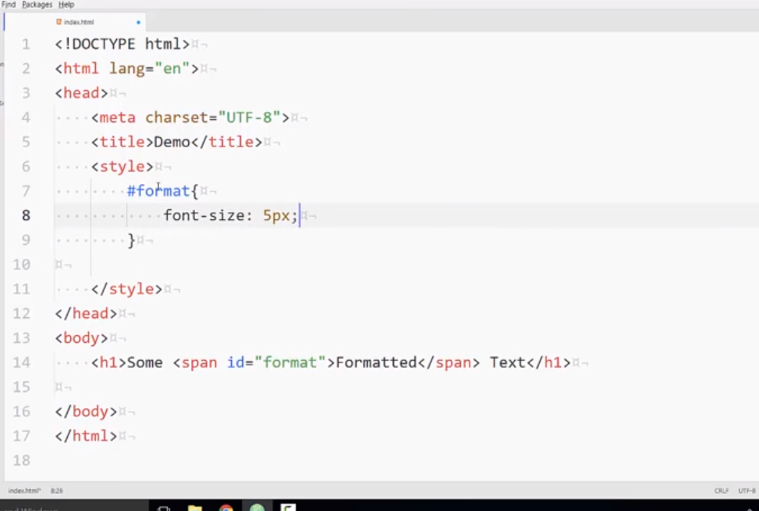 Find Packages Help
index.html
1 <!DOCTYPE html>
2 <html lang="en">
3 <head>
4 <meta charset="UTF-8">
5 <title>Demo</title>
6 <style>
7 #format{
8 font-size: 5px;
9 }
10
11 </style>
12 </head>
13 <body>
14 <h1>Some <span id="format">Formatted</span> Text</h1>
15
16 </body>
17 </html>
18
index.html* 8:29 CRLF UTF-8